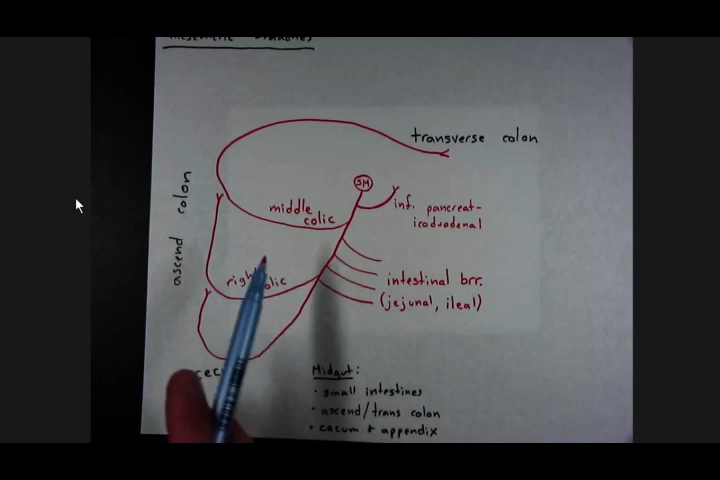 transverse colon
SM
ascend colon
middle
colic
inf. pancreat-
icoduodenal
intestinal brr.
(jejunal, ileal)
Midgut:
· small intestines
· ascend/trans colon
· cecum + appendix